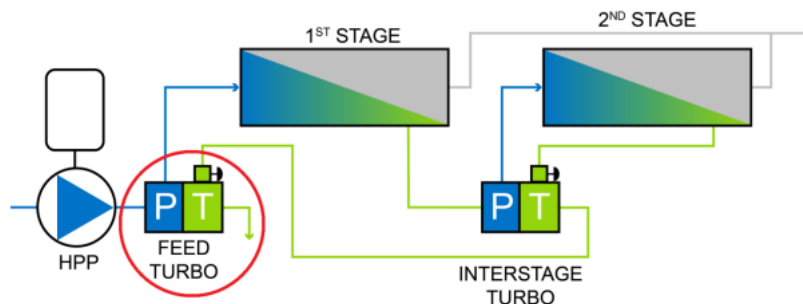 1ST STAGE
2ND STAGE
P T
P T
HPP
FEED
TURBO
INTERSTAGE
TURBO